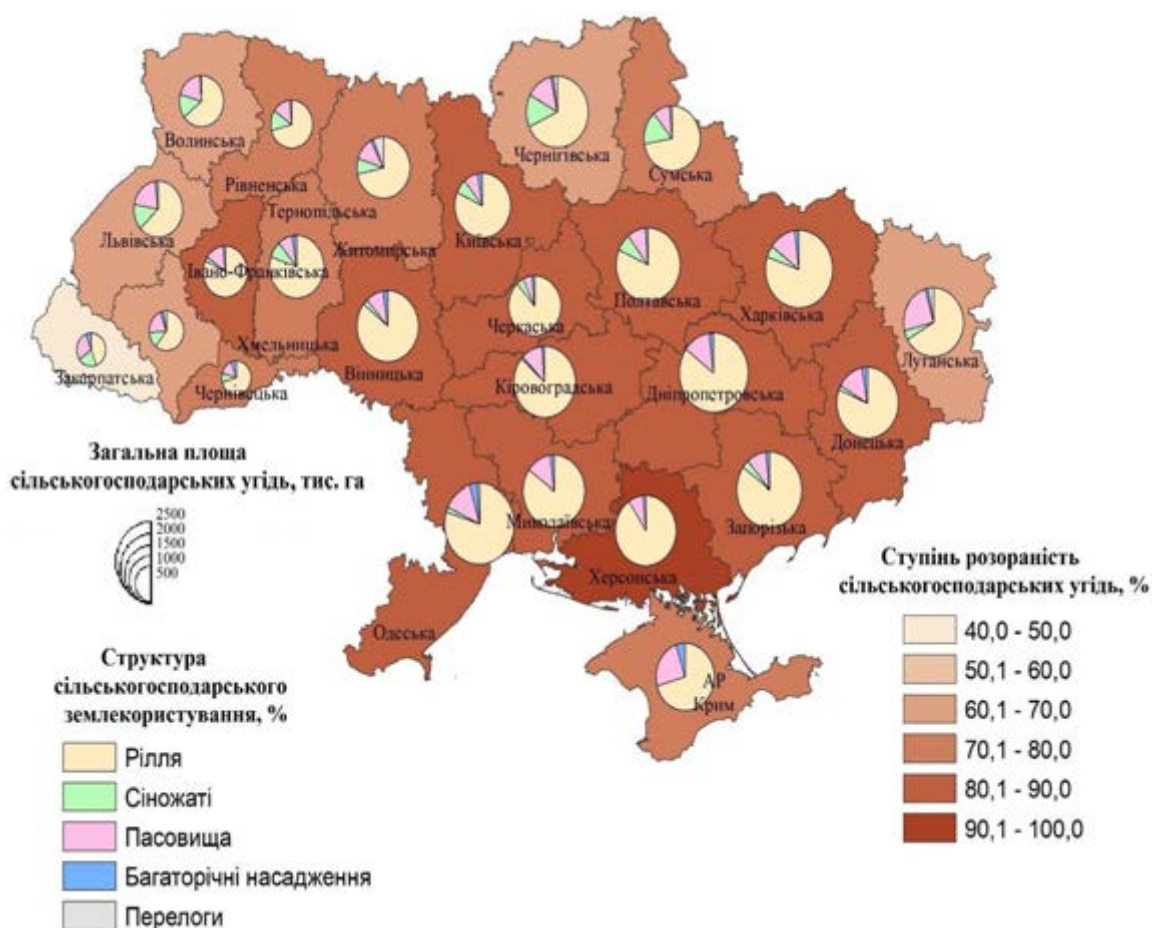 Волинська
Рівненська
Чернігівська
Сумська
Тернопільська
Львівська
Житомирська
Київська
Івано-Франківська
Полтавська
Харківська
Черкаська
Луганська
Хмельницька
Вінницька
Закарпатська
Чернівецька
Кіровоградська
Дніпропетровська
Донецька
Миколаївська
Запорізька
Херсонська
Одеська
АР
Крим
Загальна площа
сільськогосподарських угідь, тис. га
2500
2000
1500
1000
500
Структура
сільськогосподарського
землекористування, %
Рілля
Сіножаті
Пасовища
Багаторічні насадження
Перелоги
Ступінь розораність
сільськогосподарських угідь, %
40,0 - 50,0
50,1 - 60,0
60,1 - 70,0
70,1 - 80,0
80,1 - 90,0
90,1 - 100,0